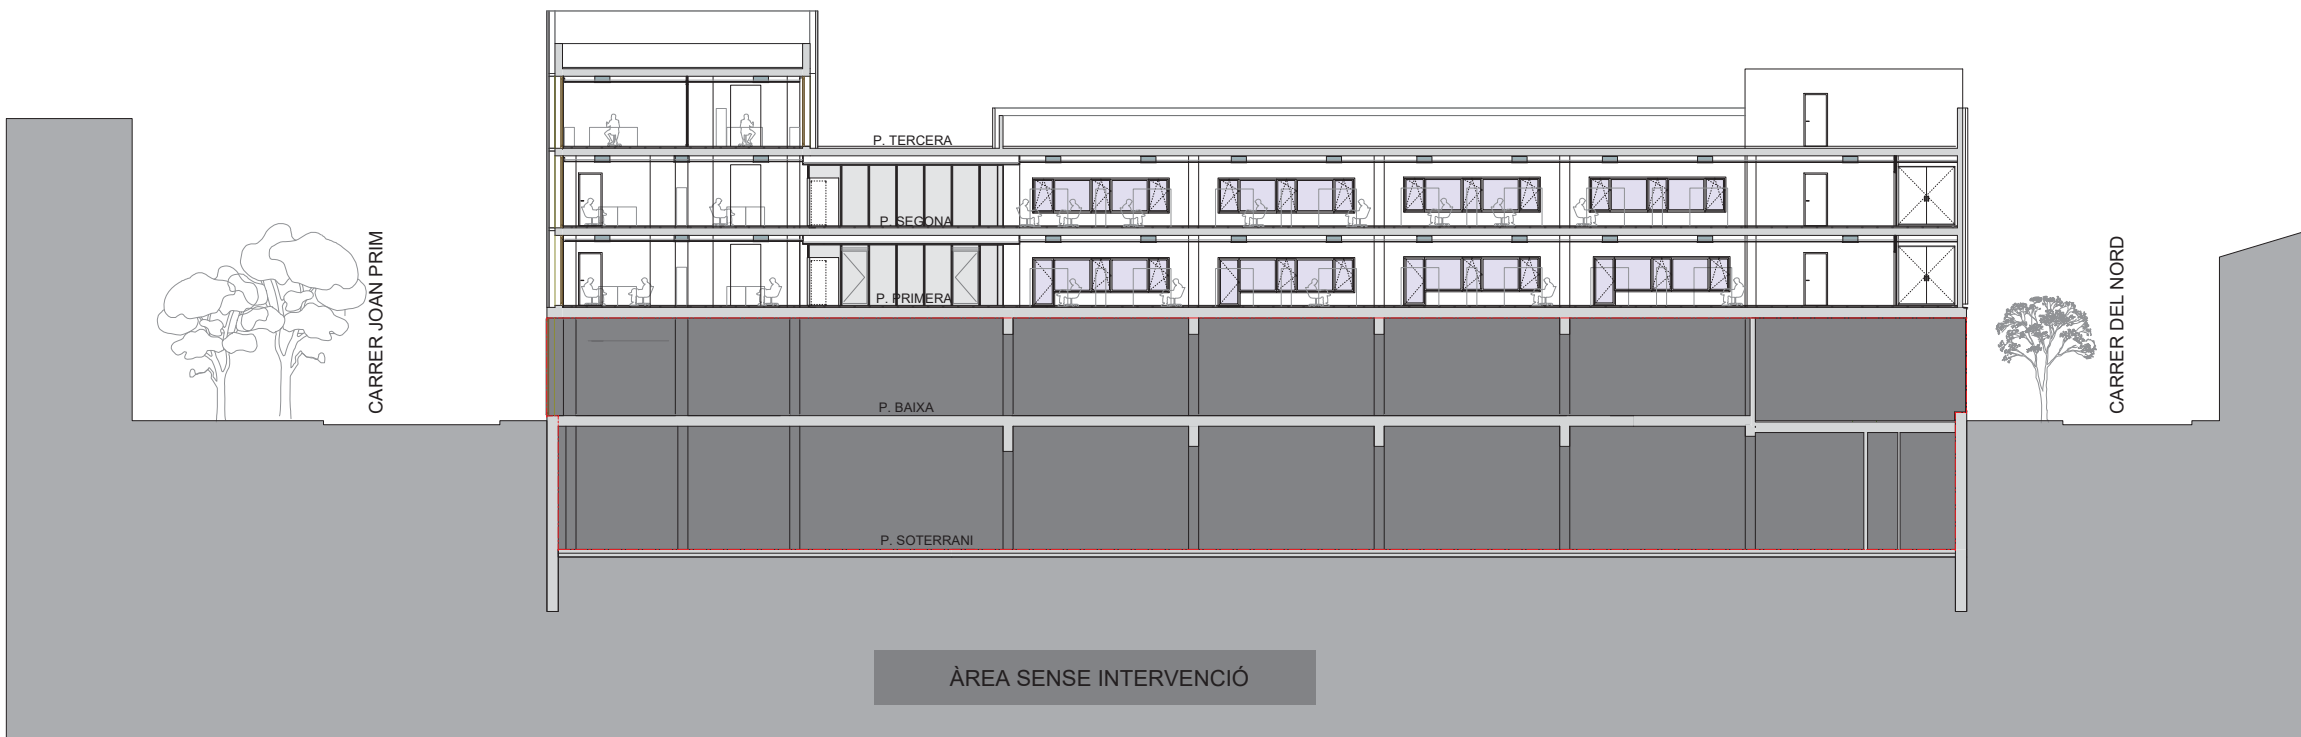 P. TERCERA
P. SEGONA
P. PRIMERA
CARRER JOAN PRIM
CARRER DEL NORD
P. BAIXA
P. SOTERRANI
ÀREA SENSE INTERVENCIÓ